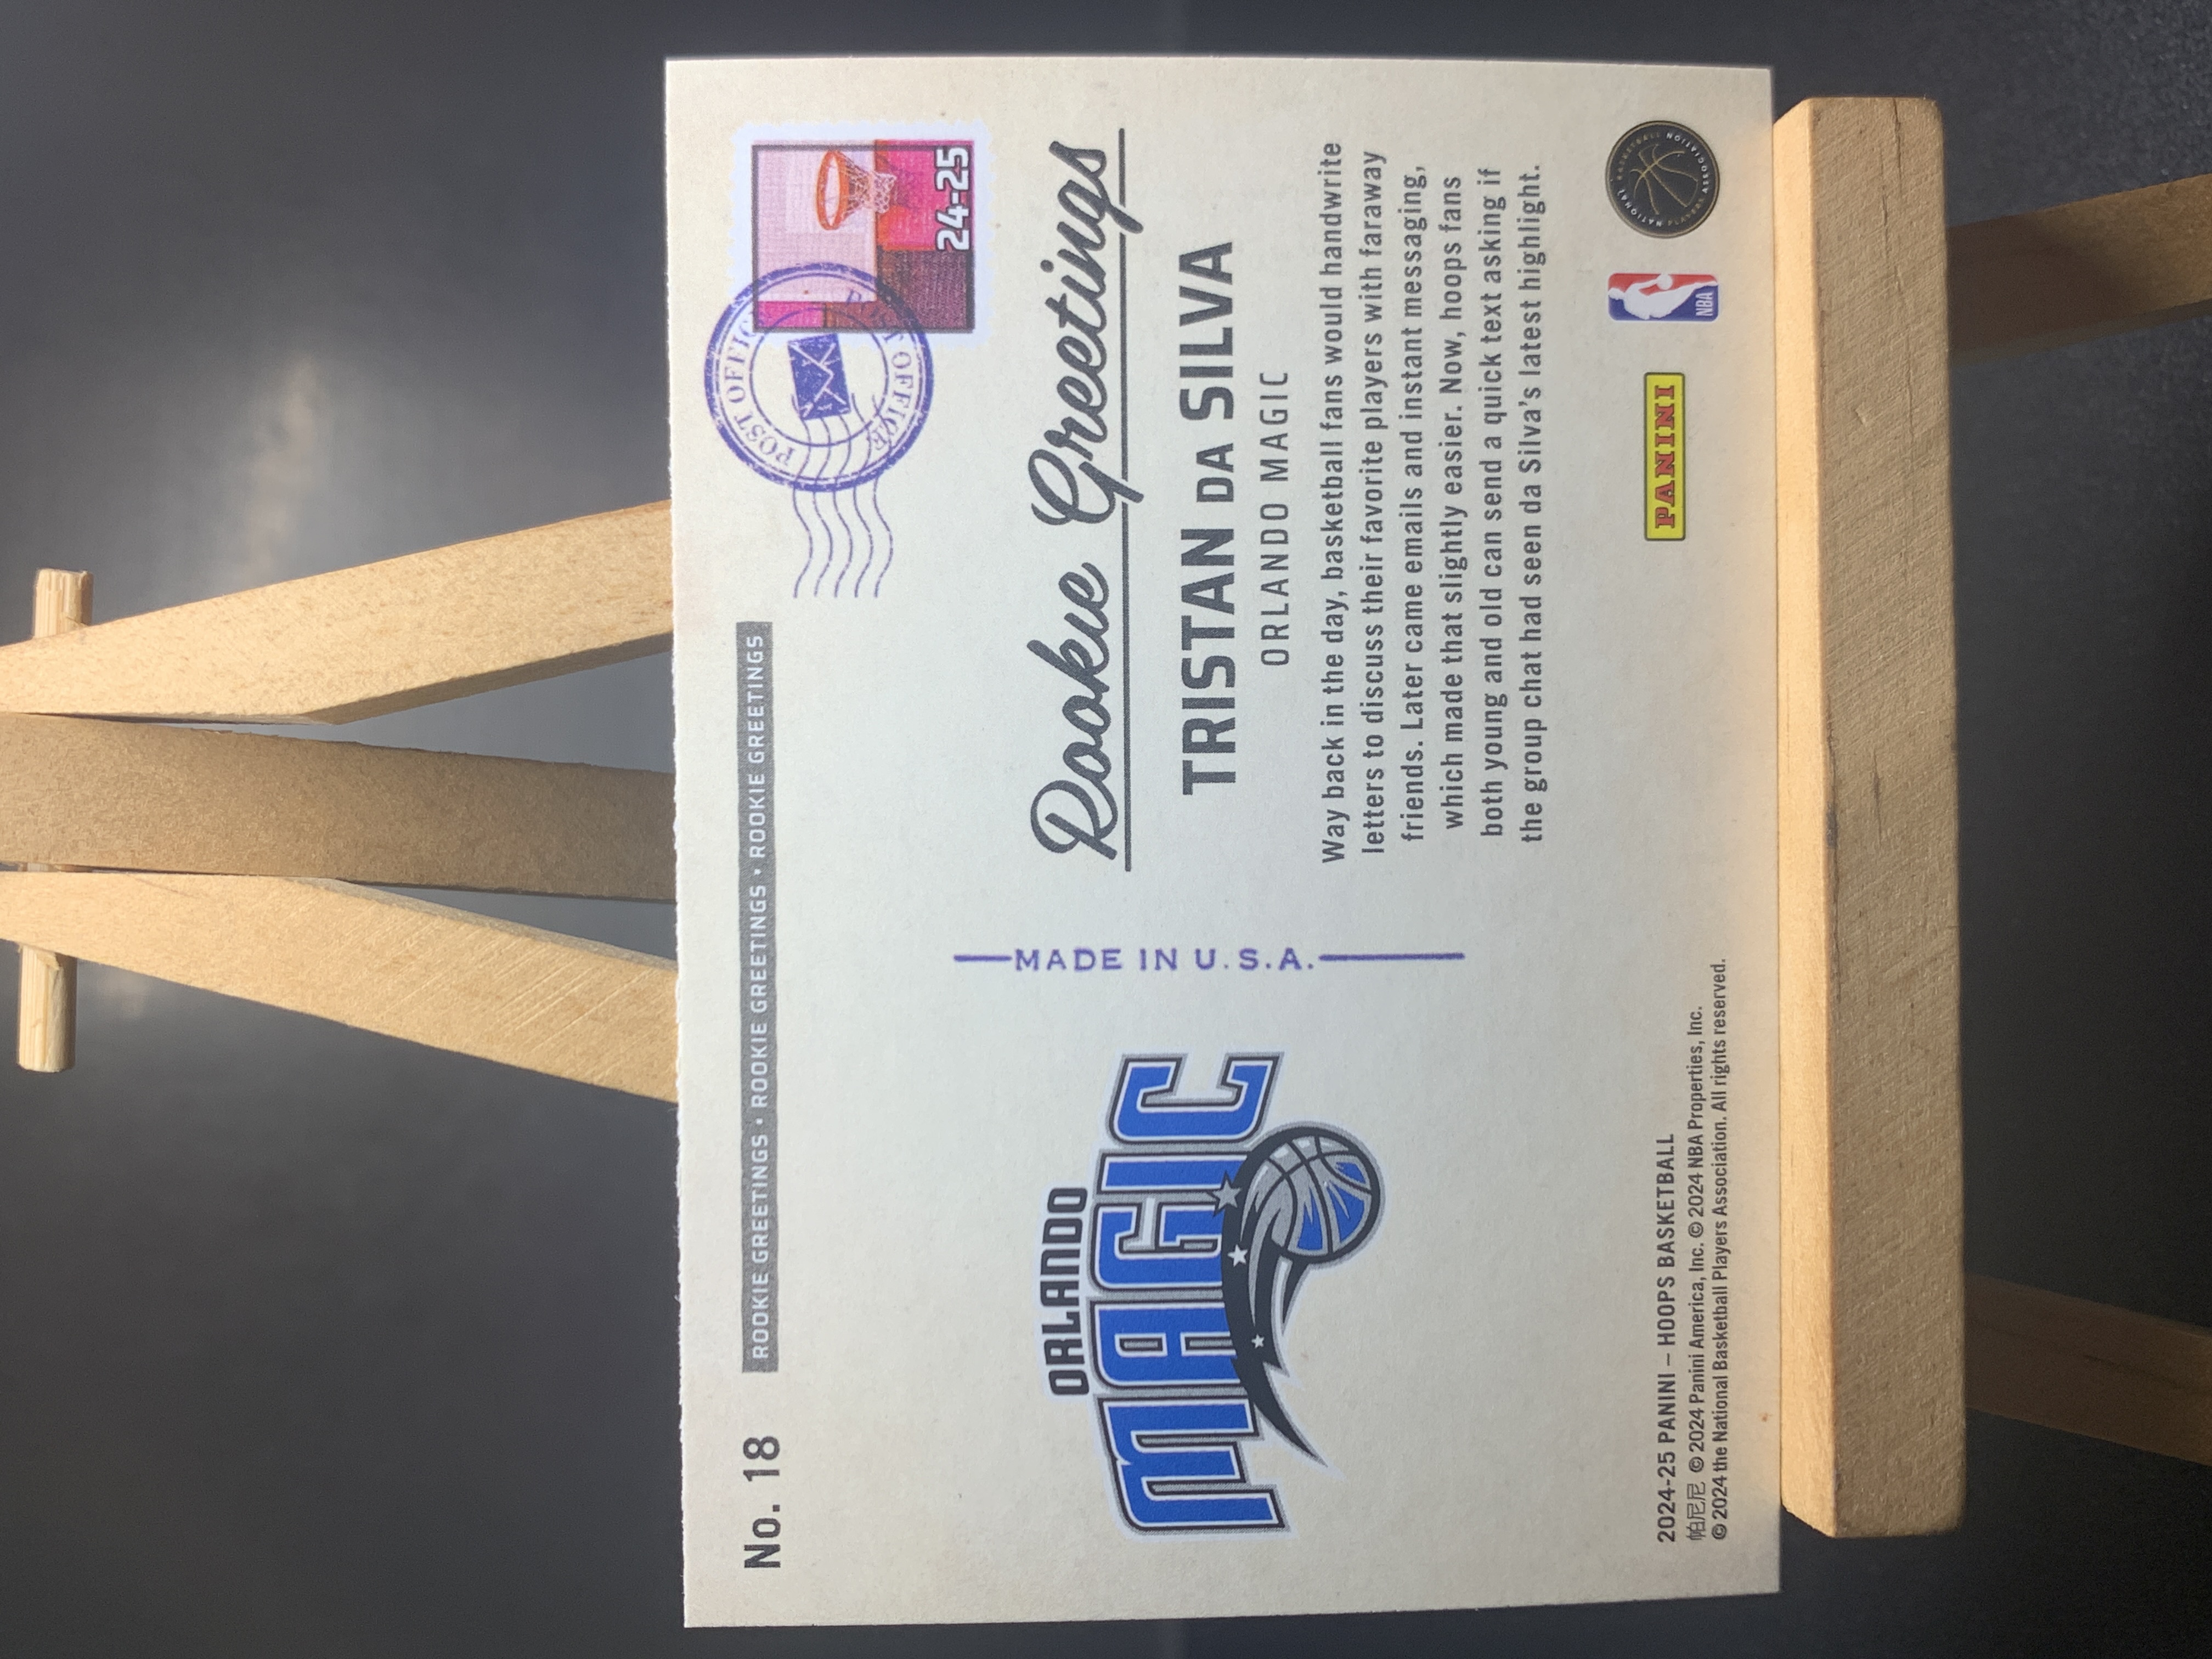 No. 18
ROOKIE GREETINGS • ROOKIE GREETINGS • ROOKIE GREETINGS
POST OFFICE
POST OFFICE
24-25
ORLANDO
MAGIC
MADE IN U.S.A.
Rookie Greetings
TRISTAN DA SILVA
ORLANDO MAGIC
Way back in the day, basketball fans would handwrite
letters to discuss their favorite players with faraway
friends. Later came emails and instant messaging,
which made that slightly easier. Now, hoops fans
both young and old can send a quick text asking if
the group chat had seen da Silva's latest highlight.
2024-25 PANINI – HOOPS BASKETBALL
帕尼尼 © 2024 Panini America, Inc. © 2024 NBA Properties, Inc.
© 2024 the National Basketball Players Association. All rights reserved.
PANINI
NBA
NATIONAL BASKETBALL PLAYERS ASSOCIATION